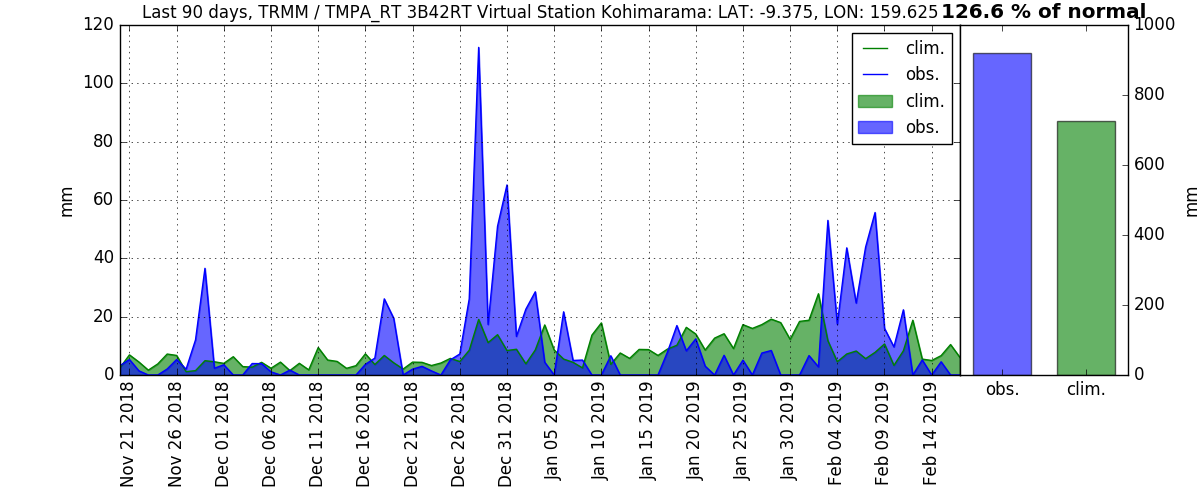 Last 90 days, TRMM / TMPA_RT 3B42RT Virtual Station Kohimarama: LAT: -9.375, LON: 159.625 126.6 % of normal
120
100
80
60
40
20
0
mm
clim.
obs.
clim.
obs.
1000
800
600
400
200
0
mm
obs.
clim.
Nov 21 2018
Nov 26 2018
Dec 01 2018
Dec 06 2018
Dec 11 2018
Dec 16 2018
Dec 21 2018
Dec 26 2018
Dec 31 2018
Jan 05 2019
Jan 10 2019
Jan 15 2019
Jan 20 2019
Jan 25 2019
Jan 30 2019
Feb 04 2019
Feb 09 2019
Feb 14 2019